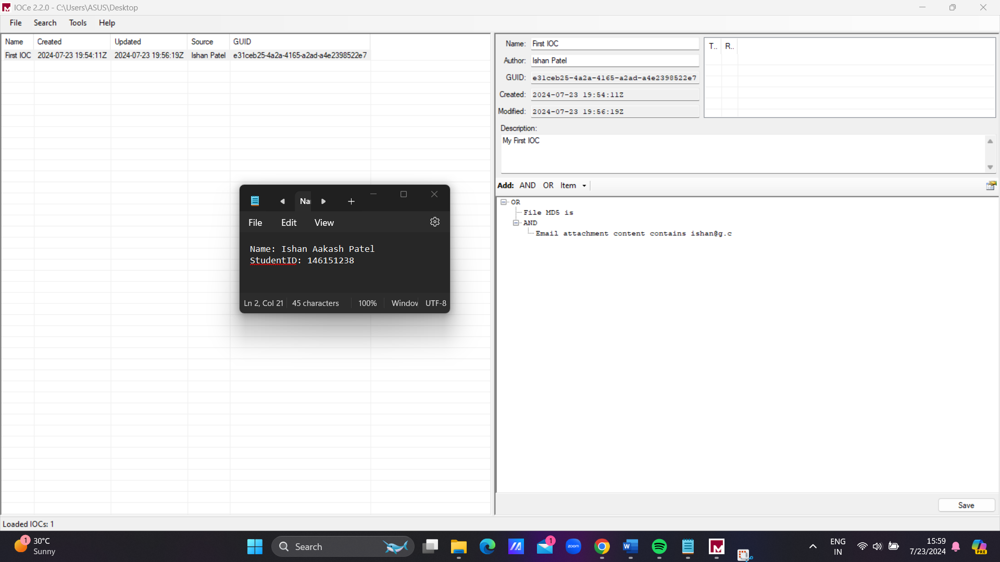 IOCe 2.2.0 - C:\Users\ASUS\Desktop
File Search Tools Help
Name Created Updated Source GUID
First IOC 2024-07-23 19:54:11Z 2024-07-23 19:56:19Z Ishan Patel e31ceb25-4a2a-4165-a2ad-a4e2398522e7
Name: First IOC
Author: Ishan Patel
GUID: e31ceb25-4a2a-4165-a2ad-a4e2398522e7
Created: 2024-07-23 19:54:11Z
Modified: 2024-07-23 19:56:19Z
T.. R..
Description:
My First IOC
Add: AND OR Item
OR
File MD5 is
AND
Email attachment content contains ishan@g.c
Save
Na
File Edit View
Name: Ishan Aakash Patel
StudentID: 146151238
Ln 2, Col 21 45 characters 100% Window UTF-8
Loaded IOCs: 1
1 30°C
Sunny
Search
1
zoom
W
ENG
IN
15:59
7/23/2024
PRE